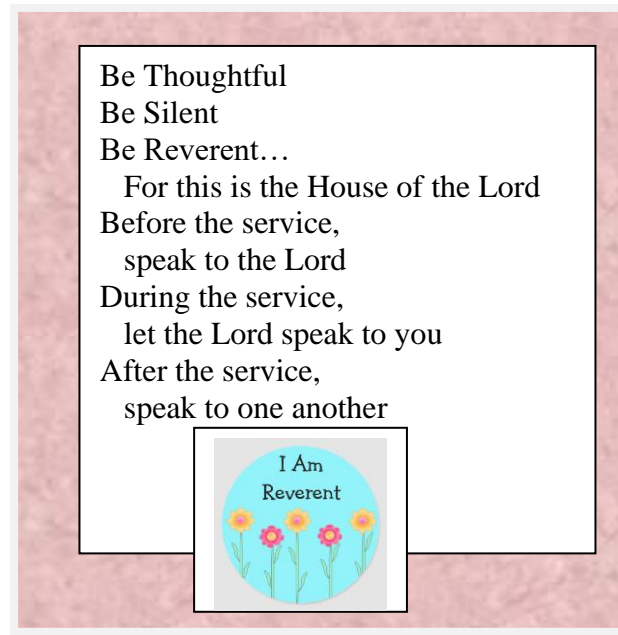 Be Thoughtful
Be Silent
Be Reverent…
For this is the House of the Lord
Before the service,
speak to the Lord
During the service,
let the Lord speak to you
After the service,
speak to one another
I Am
Reverent